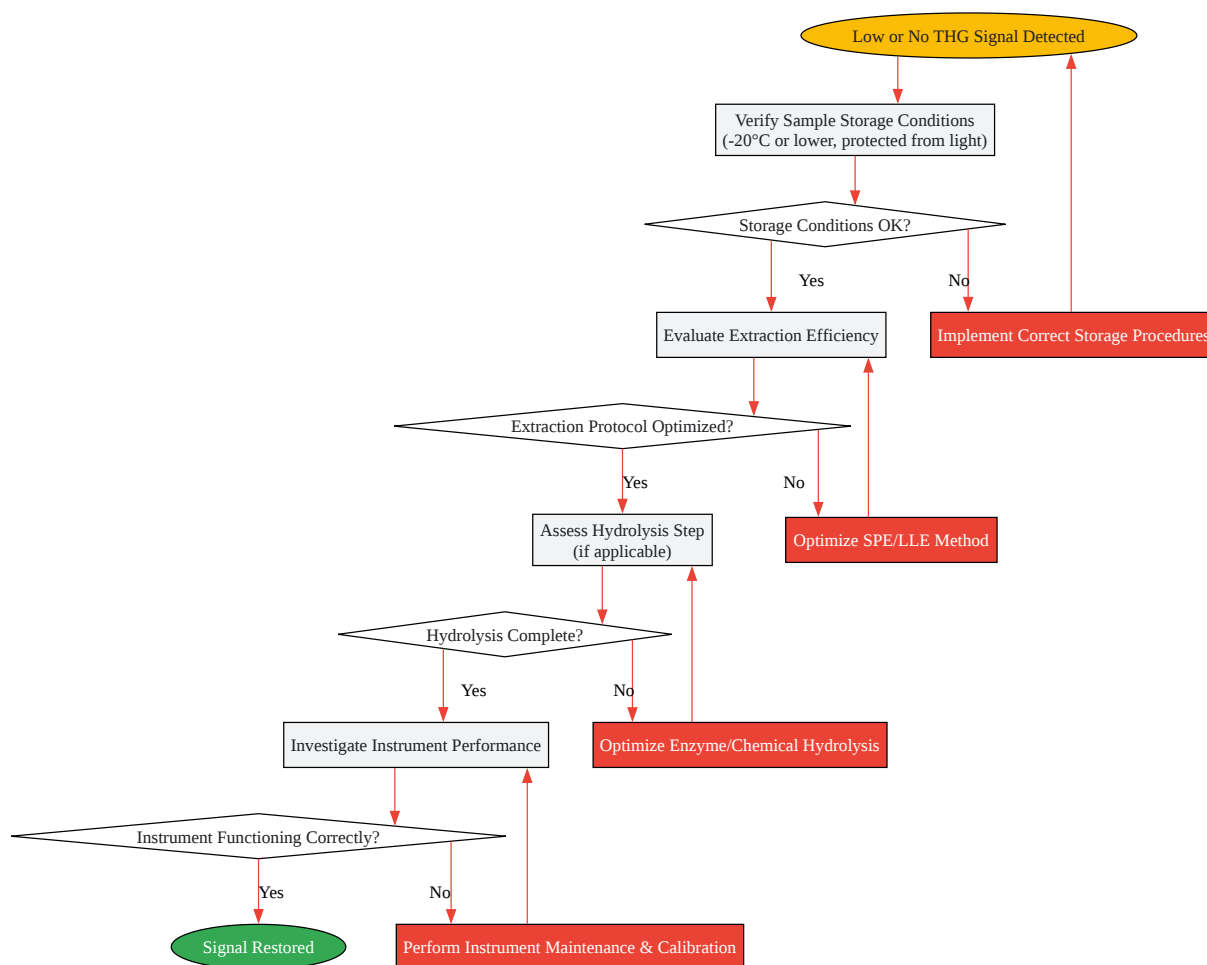 Low or No THG Signal Detected
Verify Sample Storage Conditions
(-20°C or lower, protected from light)
Storage Conditions OK?
Yes
No
Evaluate Extraction Efficiency
Implement Correct Storage Procedures
Extraction Protocol Optimized?
Yes
No
Assess Hydrolysis Step
(if applicable)
Optimize SPE/LLE Method
Hydrolysis Complete?
Yes
No
Investigate Instrument Performance
Optimize Enzyme/Chemical Hydrolysis
Instrument Functioning Correctly?
Yes
No
Signal Restored
Perform Instrument Maintenance & Calibration